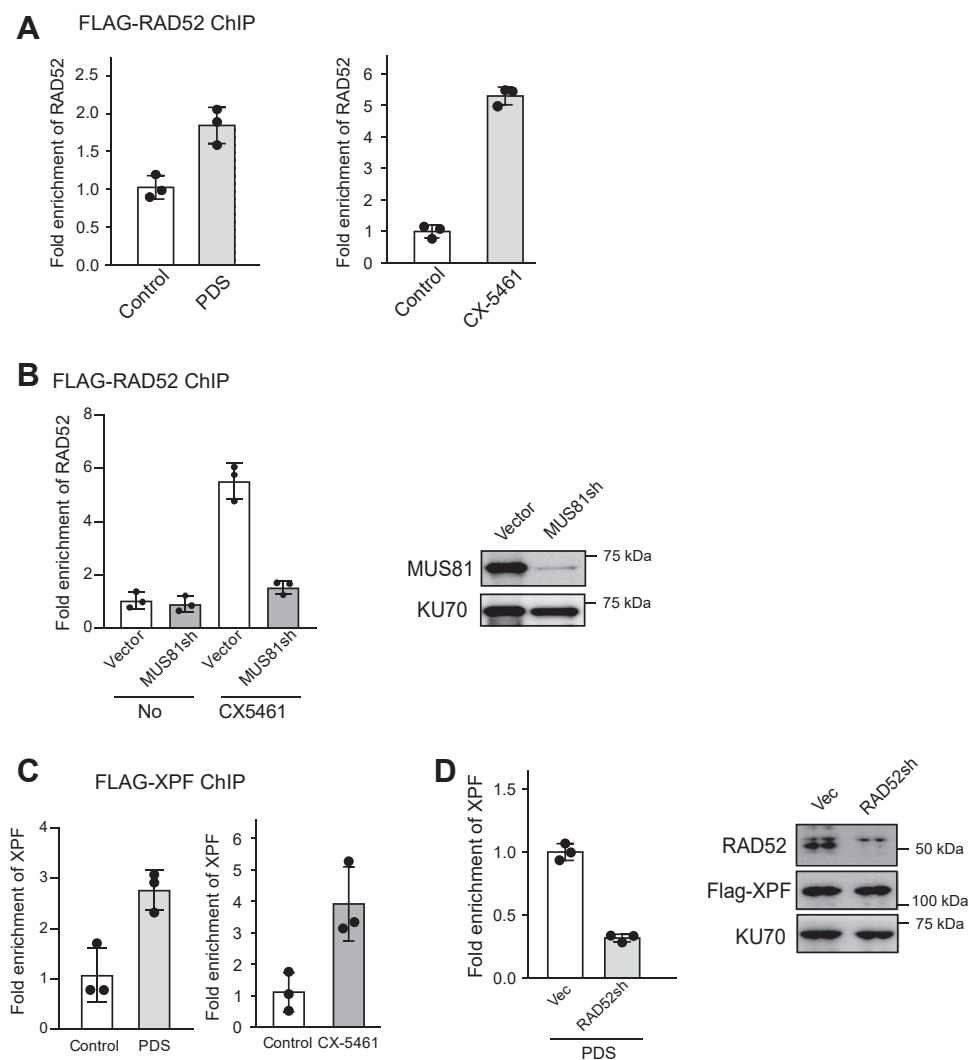 A
FLAG-RAD52 ChIP
Fold enrichment of RAD52
2.5
2.0
1.5
1.0
0.5
0.0
Control
PDS
Fold enrichment of RAD52
6
5
4
3
2
1
0
Control
CX-5461
B
FLAG-RAD52 ChIP
Fold enrichment of RAD52
8
6
4
2
0
Vector
MUS81sh
Vector
MUS81sh
No
CX5461
Vector
MUS81sh
MUS81
75 kDa
KU70
75 kDa
C
FLAG-XPF ChIP
Fold enrichment of XPF
4
3
2
1
0
Control
PDS
Fold enrichment of XPF
6
5
4
3
2
1
0
Control
CX-5461
D
Fold enrichment of XPF
1.5
1.0
0.5
0.0
Vec
RAD52sh
PDS
Vec
RAD52sh
RAD52
50 kDa
Flag-XPF
100 kDa
KU70
75 kDa